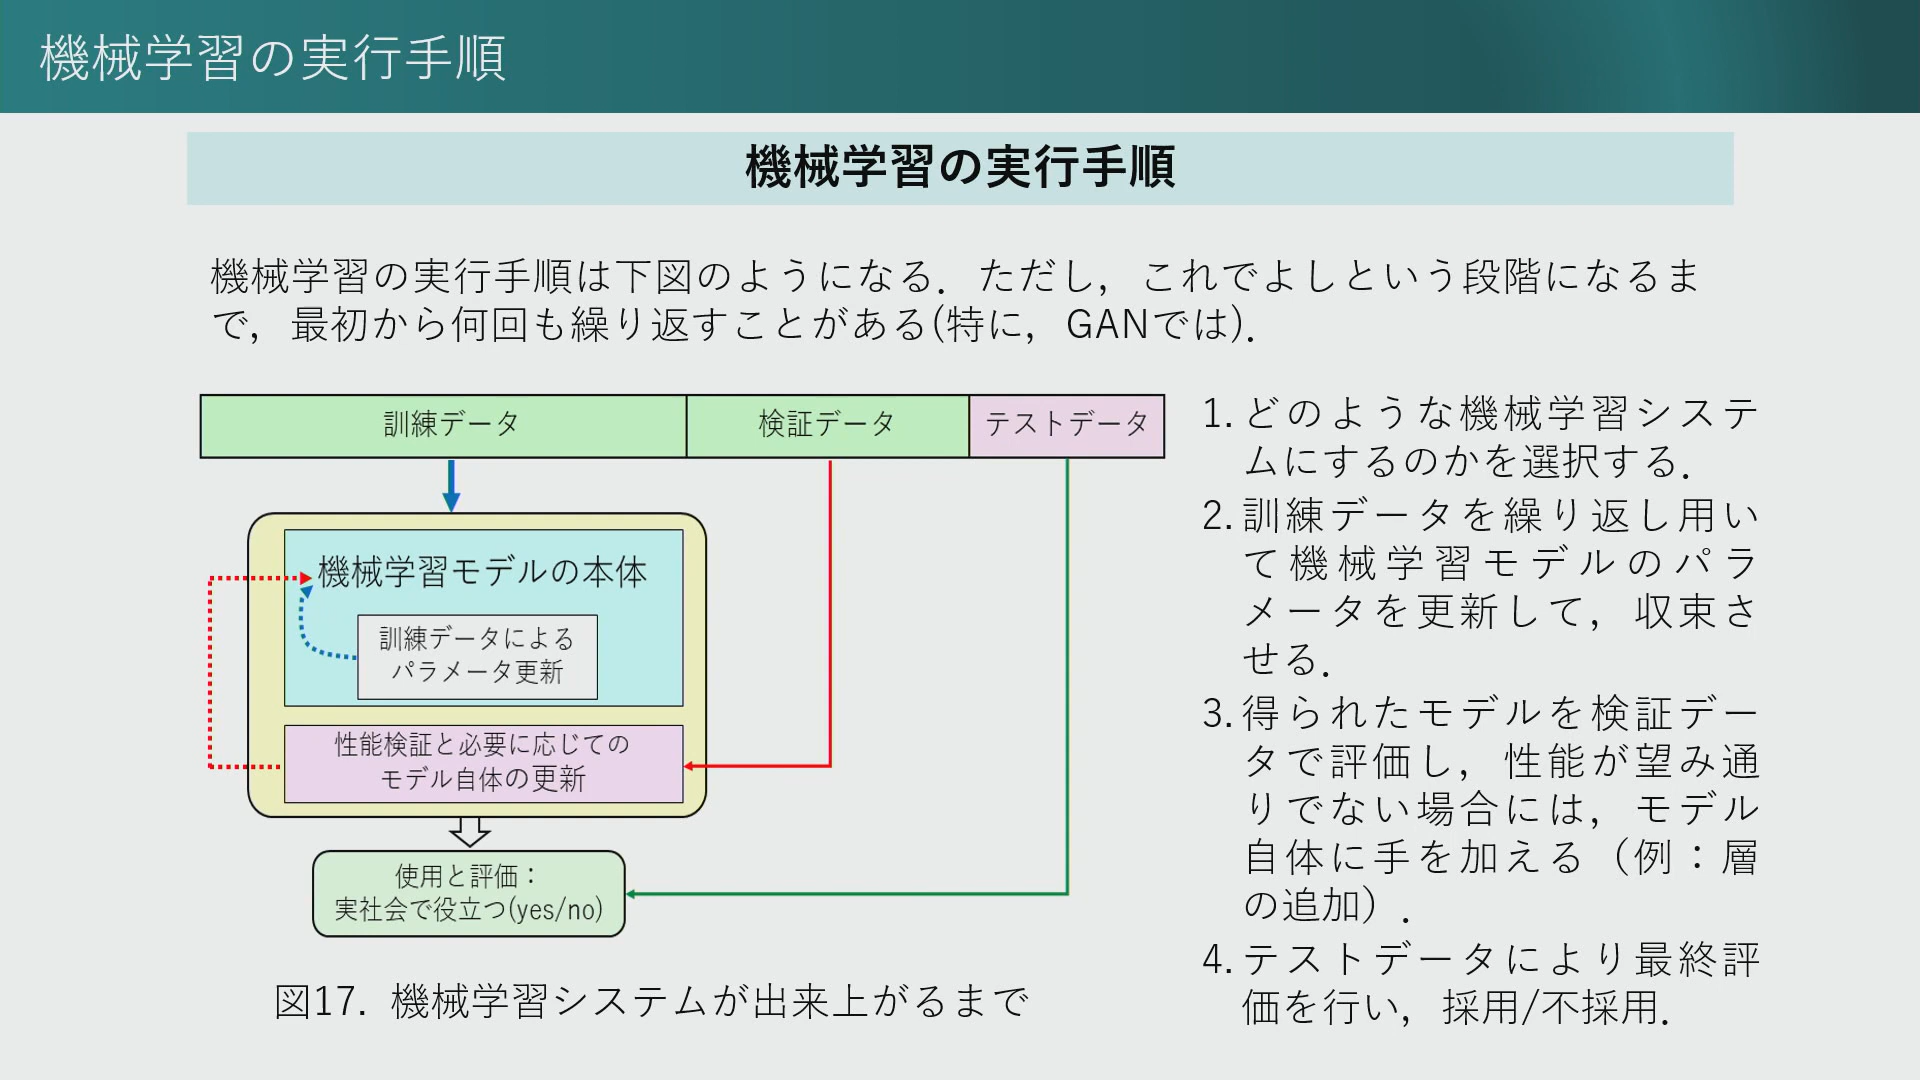 機械学習の実行手順
機械学習の実行手順
機械学習の実行手順は下図のようになる．ただし，これでよしという段階になるま
で，最初から何回も繰り返すことがある(特に，GANでは)．
訓練データ
検証データ
テストデータ
機械学習モデルの本体
訓練データによる
パラメータ更新
性能検証と必要に応じての
モデル自体の更新
使用と評価：
実社会で役立つ(yes/no)
図17．機械学習システムが出来上がるまで
1. どのような機械学習システ
ムにするのかを選択する．
2. 訓練データを繰り返し用い
て機械学習モデルのパラ
メータを更新して，収束さ
せる．
3. 得られたモデルを検証デー
タで評価し，性能が望み通
りでない場合には，モデル
自体に手を加える（例：層
の追加）．
4. テストデータにより最終評
価を行い，採用/不採用．